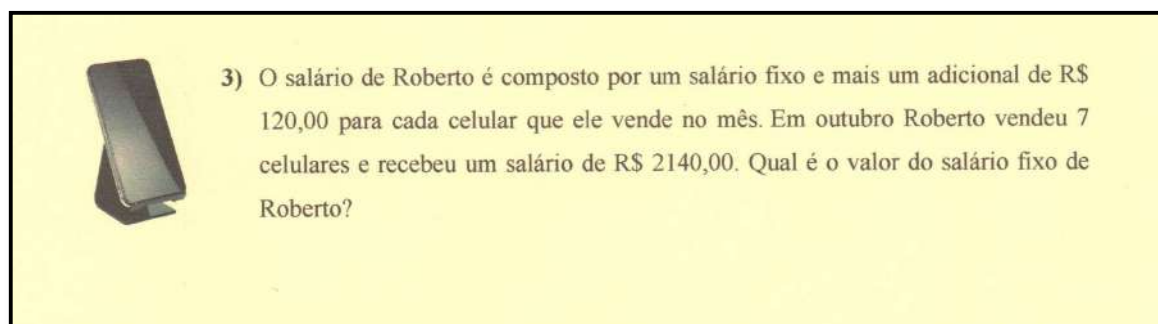 3) O salário de Roberto é composto por um salário fixo e mais um adicional de R$
120,00 para cada celular que ele vende no mês. Em outubro Roberto vendeu 7
celulares e recebeu um salário de R$ 2140,00. Qual é o valor do salário fixo de
Roberto?